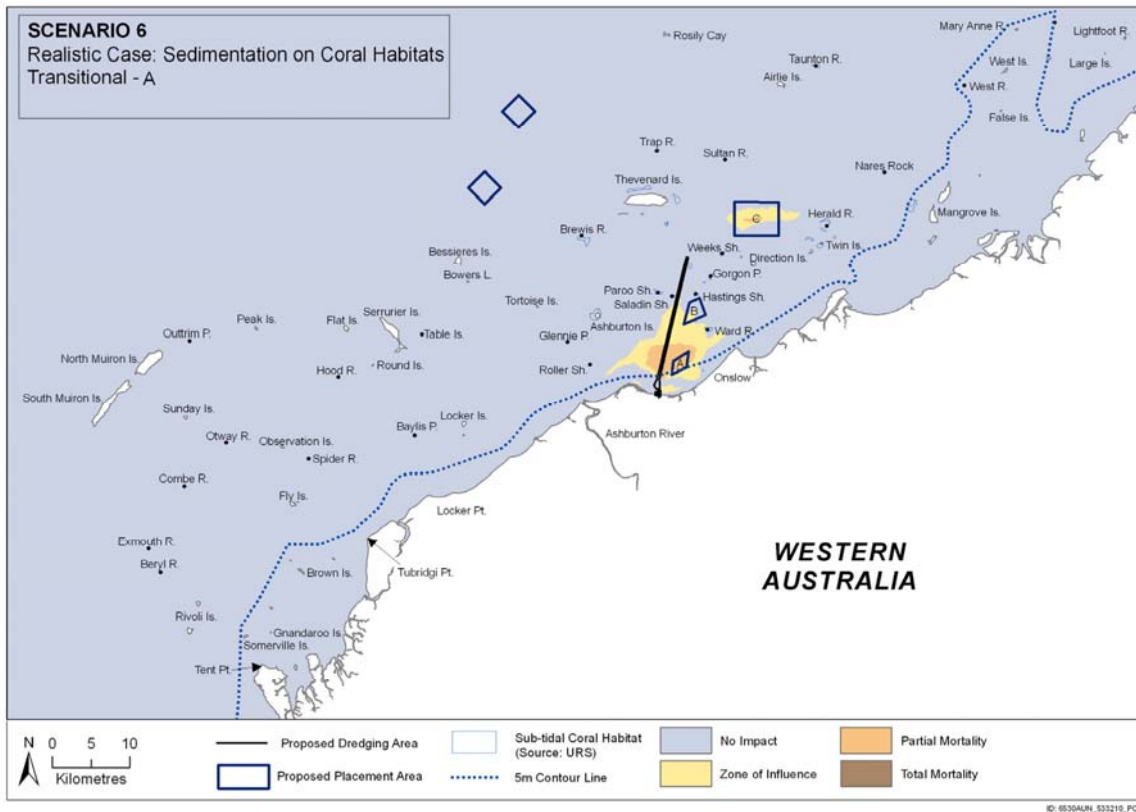 SCENARIO 6
Realistic Case: Sedimentation on Coral Habitats
Transitional - A
Rosily Cay
Mary Anne R.
Lightfoot R.
Taunton R.
Airlie Is.
West Is.
Large Is.
West R.
False Is.
Trap R.
Sultan R.
Nares Rock
Thevenard Is.
Mangrove Is.
C
Herald R.
Brewis R.
Twin Is.
Weeks Sh.
Direction Is.
Bessieres Is.
Bowers L.
Gorgon P.
Paroo Sh.
Hastings Sh.
Saladin Sh.
Tortoise Is.
B
Serrurier Is.
Peak Is.
Flat Is.
Ashburton Is.
Ward R.
Table Is.
Outtrim P.
Glennie P.
North Muiron Is.
Round Is.
Hood R.
Roller Sh.
A
Onslow
South Muiron Is.
Sunday Is.
Locker Is.
Baylis P.
Ashburton River
Otway R.
Observation Is.
Spider R.
Combe R.
Fly Is.
Locker Pt.
Exmouth R.
Beryl R.
Brown Is.
Tubridgi Pt.
WESTERN
AUSTRALIA
Rivoli Is.
Gnandaroo Is.
Somerville Is.
Tent Pt.
N
0 5 10
Kilometres
Proposed Dredging Area
Proposed Placement Area
Sub-tidal Coral Habitat
(Source: URS)
5m Contour Line
No Impact
Zone of Influence
Partial Mortality
Total Mortality
ID: 6530AUN_533210_PC